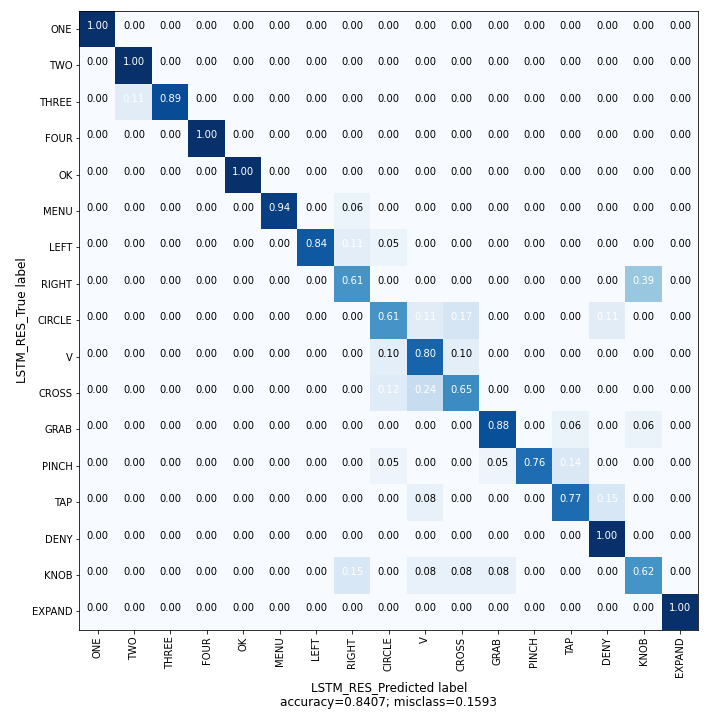 ONE 1.00 0.00 0.00 0.00 0.00 0.00 0.00 0.00 0.00 0.00 0.00 0.00 0.00 0.00 0.00 0.00 0.00
TWO 0.00 1.00 0.00 0.00 0.00 0.00 0.00 0.00 0.00 0.00 0.00 0.00 0.00 0.00 0.00 0.00 0.00
THREE 0.00 0.11 0.89 0.00 0.00 0.00 0.00 0.00 0.00 0.00 0.00 0.00 0.00 0.00 0.00 0.00 0.00
FOUR 0.00 0.00 0.00 1.00 0.00 0.00 0.00 0.00 0.00 0.00 0.00 0.00 0.00 0.00 0.00 0.00 0.00
OK 0.00 0.00 0.00 0.00 1.00 0.00 0.00 0.00 0.00 0.00 0.00 0.00 0.00 0.00 0.00 0.00 0.00
MENU 0.00 0.00 0.00 0.00 0.00 0.94 0.00 0.06 0.00 0.00 0.00 0.00 0.00 0.00 0.00 0.00 0.00
LEFT 0.00 0.00 0.00 0.00 0.00 0.00 0.84 0.11 0.05 0.00 0.00 0.00 0.00 0.00 0.00 0.00 0.00
RIGHT 0.00 0.00 0.00 0.00 0.00 0.00 0.00 0.61 0.00 0.00 0.00 0.00 0.00 0.00 0.00 0.39 0.00
CIRCLE 0.00 0.00 0.00 0.00 0.00 0.00 0.00 0.00 0.61 0.11 0.17 0.00 0.00 0.00 0.11 0.00 0.00
V 0.00 0.00 0.00 0.00 0.00 0.00 0.00 0.00 0.10 0.80 0.10 0.00 0.00 0.00 0.00 0.00 0.00
CROSS 0.00 0.00 0.00 0.00 0.00 0.00 0.00 0.00 0.12 0.24 0.65 0.00 0.00 0.00 0.00 0.00 0.00
GRAB 0.00 0.00 0.00 0.00 0.00 0.00 0.00 0.00 0.00 0.00 0.00 0.88 0.00 0.06 0.00 0.06 0.00
PINCH 0.00 0.00 0.00 0.00 0.00 0.00 0.00 0.00 0.05 0.00 0.00 0.05 0.76 0.14 0.00 0.00 0.00
TAP 0.00 0.00 0.00 0.00 0.00 0.00 0.00 0.00 0.00 0.08 0.00 0.00 0.00 0.77 0.15 0.00 0.00
DENY 0.00 0.00 0.00 0.00 0.00 0.00 0.00 0.00 0.00 0.00 0.00 0.00 0.00 0.00 1.00 0.00 0.00
KNOB 0.00 0.00 0.00 0.00 0.00 0.00 0.00 0.15 0.00 0.08 0.08 0.08 0.00 0.00 0.00 0.62 0.00
EXPAND 0.00 0.00 0.00 0.00 0.00 0.00 0.00 0.00 0.00 0.00 0.00 0.00 0.00 0.00 0.00 0.00 1.00
LSTM_RES_True label
ONE TWO THREE FOUR OK MENU LEFT RIGHT CIRCLE V CROSS GRAB PINCH TAP DENY KNOB EXPAND
LSTM_RES_Predicted label
accuracy=0.8407; misclass=0.1593